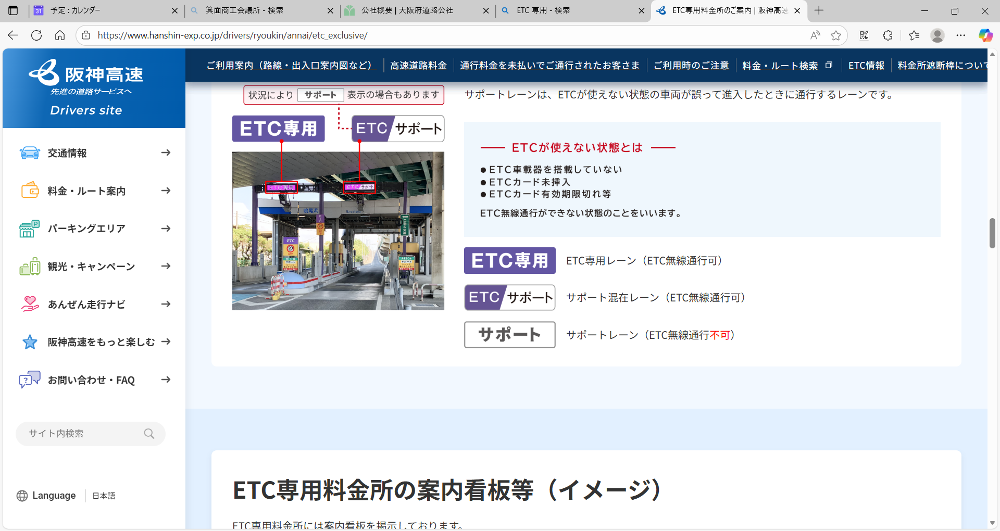 予定 : カレンダー
箕面商工会議所 - 検索
公社概要 | 大阪府道路公社
ETC 専用 - 検索
ETC専用料金所のご案内 | 阪神高速
https://www.hanshin-exp.co.jp/drivers/ryoukin/annai/etc_exclusive/
阪神高速
先進の道路サービスへ
Drivers site
ご利用案内（路線・出入口案内図など）
高速道路料金
通行料金を未払いでご通行されたお客さま
ご利用時のご注意
料金・ルート検索
ETC情報
料金所遮断棒について
交通情報
料金・ルート案内
パーキングエリア
観光・キャンペーン
あんぜん走行ナビ
阪神高速をもっと楽しむ
お問い合わせ・FAQ
サイト内検索
Language
日本語
状況により サポート 表示の場合もあります
ETC専用
ETC サポート
ETC専用
ETC サポート
鳴尾浜
ETC
20
サポートレーンは、ETCが使えない状態の車両が誤って進入したときに通行するレーンです。
ETCが使えない状態とは
●ETC車載器を搭載していない
●ETCカード未挿入
●ETCカード有効期限切れ等
ETC無線通行ができない状態のことをいいます。
ETC専用 ETC専用レーン（ETC無線通行可）
ETC サポート サポート混在レーン（ETC無線通行可）
サポート サポートレーン（ETC無線通行不可）
ETC専用料金所の案内看板等（イメージ）
ETC専用料金所には案内看板を掲示しております。